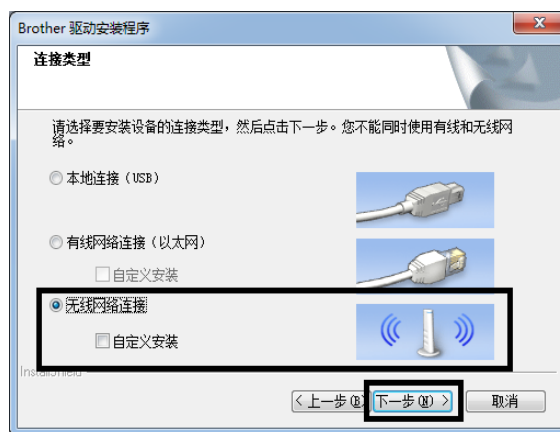 Brother 驱动安装程序
连接类型
请选择要安装设备的连接类型，然后点击下一步。您不能同时使用有线和无线网
络。
本地连接（USB）
有线网络连接（以太网）
自定义安装
无线网络连接
自定义安装
InstallShield
< 上一步(B) 下一步(N) > 取消